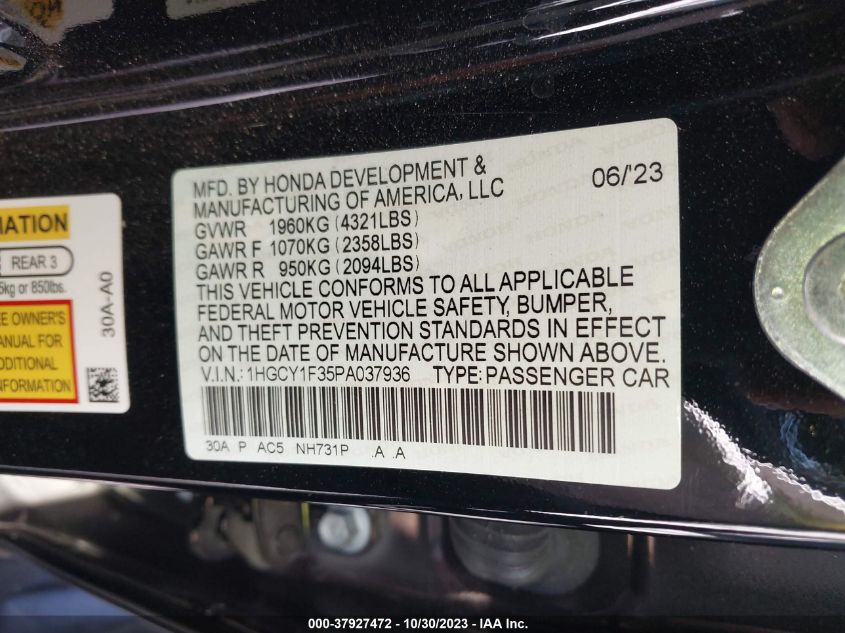 MFD. BY HONDA DEVELOPMENT &
MANUFACTURING OF AMERICA, LLC
06/'23
GVWR 1960KG (4321LBS)
GAWR F 1070KG (2358LBS)
GAWR R 950KG (2094LBS)
THIS VEHICLE CONFORMS TO ALL APPLICABLE
FEDERAL MOTOR VEHICLE SAFETY, BUMPER,
AND THEFT PREVENTION STANDARDS IN EFFECT
ON THE DATE OF MANUFACTURE SHOWN ABOVE.
V.I.N.: 1HGCY1F35PA037936 TYPE: PASSENGER CAR
30A P AC5 NH731P .A .A
MATION
REAR 3
5kg or 850lbs.
OWNER'S
MANUAL FOR
ADDITIONAL
INFORMATION
30A-A0
000-37927472 - 10/30/2023 - IAA Inc.